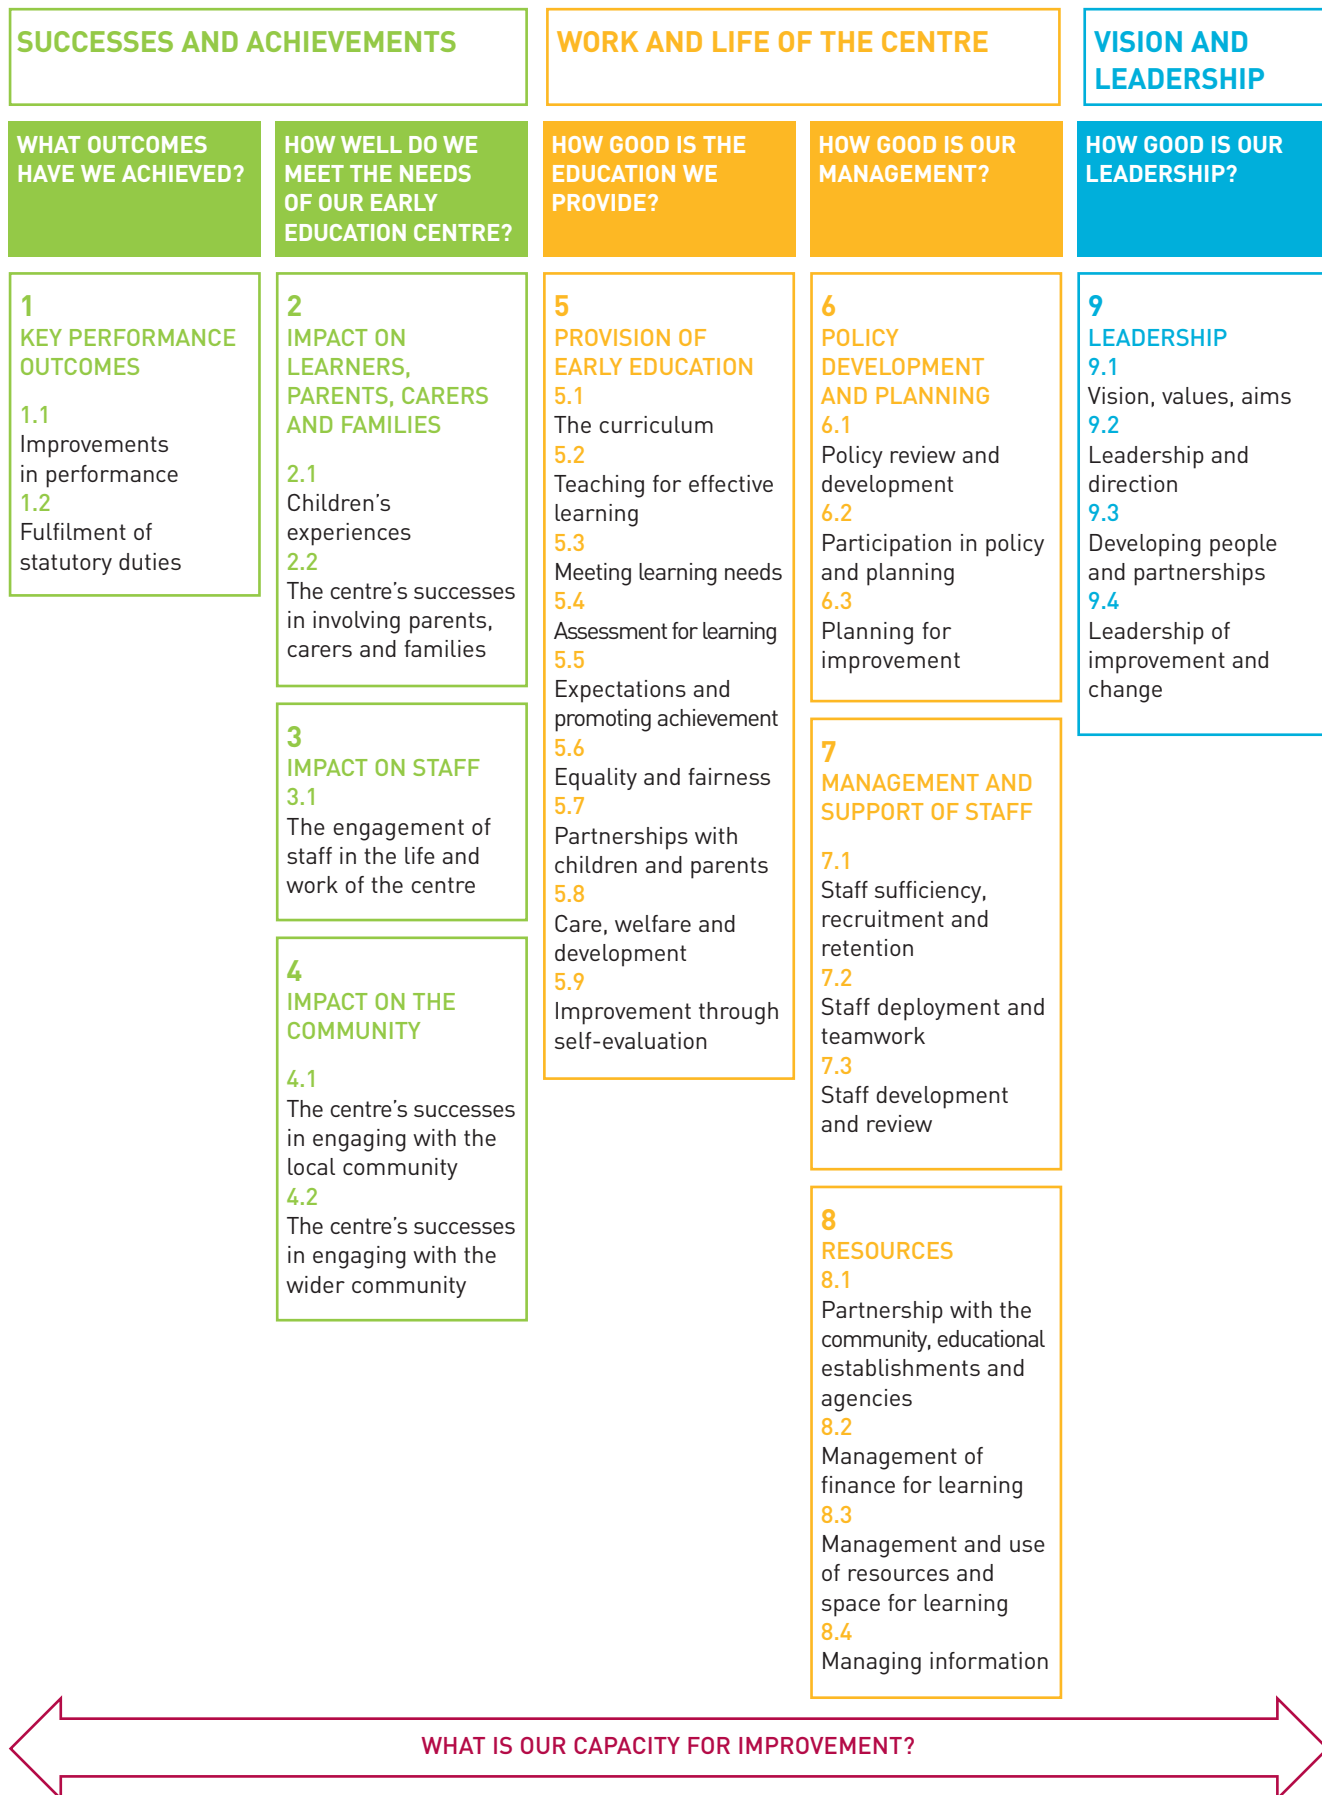 SUCCESSES AND ACHIEVEMENTS
WORK AND LIFE OF THE CENTRE
VISION AND
LEADERSHIP
WHAT OUTCOMES
HAVE WE ACHIEVED?
HOW WELL DO WE
MEET THE NEEDS
OF OUR EARLY
EDUCATION CENTRE?
HOW GOOD IS THE
EDUCATION WE
PROVIDE?
HOW GOOD IS OUR
MANAGEMENT?
HOW GOOD IS OUR
LEADERSHIP?
1
KEY PERFORMANCE
OUTCOMES
1.1
Improvements
in performance
1.2
Fulfilment of
statutory duties
2
IMPACT ON
LEARNERS,
PARENTS, CARERS
AND FAMILIES
2.1
Children's
experiences
2.2
The centre's successes
in involving parents,
carers and families
3
IMPACT ON STAFF
3.1
The engagement of
staff in the life and
work of the centre
4
IMPACT ON THE
COMMUNITY
4.1
The centre's successes
in engaging with the
local community
4.2
The centre's successes
in engaging with the
wider community
5
PROVISION OF
EARLY EDUCATION
5.1
The curriculum
5.2
Teaching for effective
learning
5.3
Meeting learning needs
5.4
Assessment for learning
5.5
Expectations and
promoting achievement
5.6
Equality and fairness
5.7
Partnerships with
children and parents
5.8
Care, welfare and
development
5.9
Improvement through
self-evaluation
6
POLICY
DEVELOPMENT
AND PLANNING
6.1
Policy review and
development
6.2
Participation in policy
and planning
6.3
Planning for
improvement
7
MANAGEMENT AND
SUPPORT OF STAFF
7.1
Staff sufficiency,
recruitment and
retention
7.2
Staff deployment and
teamwork
7.3
Staff development
and review
8
RESOURCES
8.1
Partnership with the
community, educational
establishments and
agencies
8.2
Management of
finance for learning
8.3
Management and use
of resources and
space for learning
8.4
Managing information
9
LEADERSHIP
9.1
Vision, values, aims
9.2
Leadership and
direction
9.3
Developing people
and partnerships
9.4
Leadership of
improvement and
change
WHAT IS OUR CAPACITY FOR IMPROVEMENT?